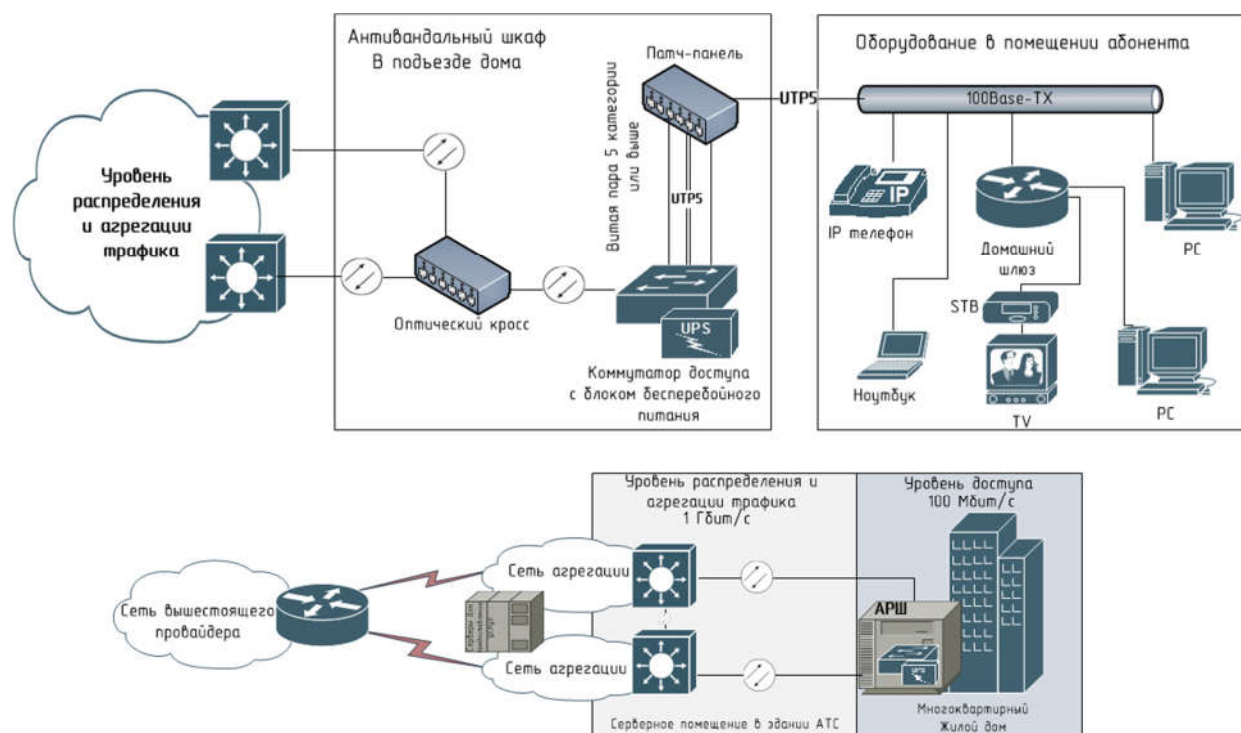 Антивандальный шкаф
В подъезде дома
Патч-панель
Оборудование в помещении абонента
UTP5
100Base-TX
Витая пара 5 категории
или выше
UTP5
Уровень
распределения
и агрегации
трафика
IP
IP телефон
Домашний
шлюз
PC
Оптический кросс
UPS
STB
Коммутатор доступа
с блоком бесперебойного
питания
Ноутбук
TV
PC
Уровень распределения и
агрегации трафика
1 Гбит/с
Уровень доступа
100 Мбит/с
Сеть агрегации
Сеть вышестоящего
провайдера
АРШ
UPS
Сеть агрегации
Серверное помещение в здании АТС
Многоквартирный
Жилой дом